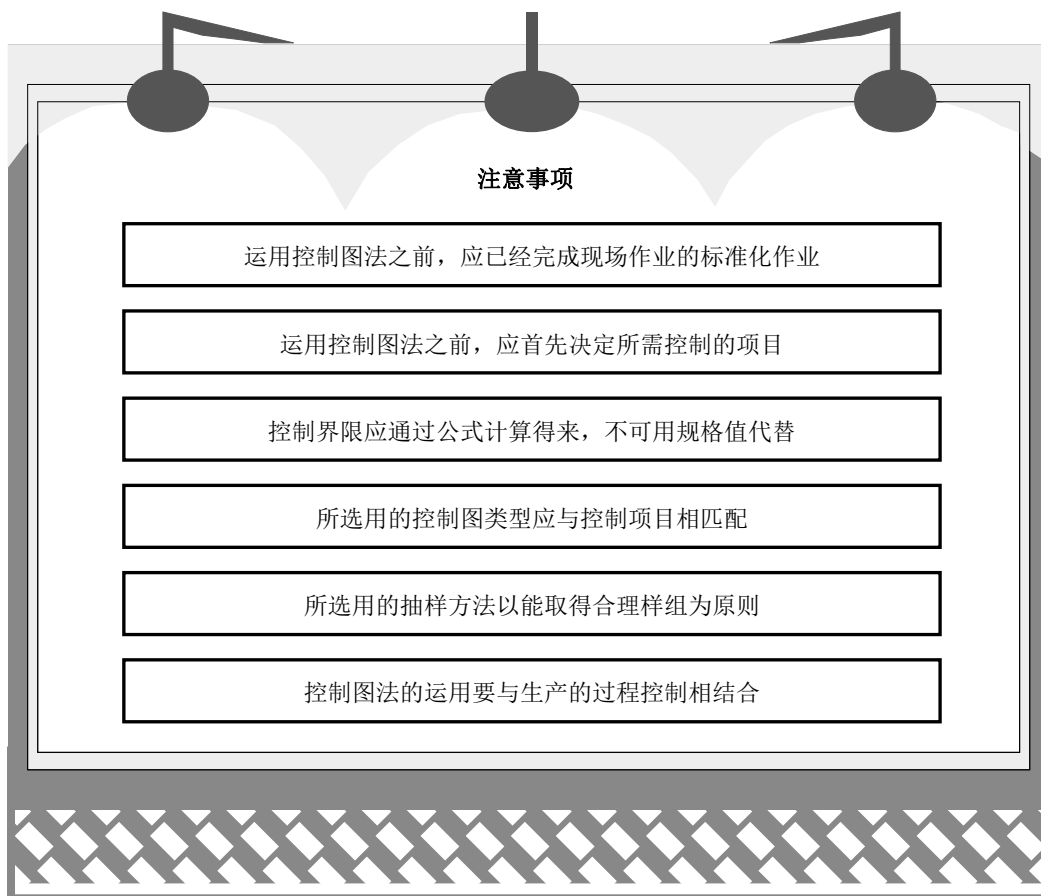 注意事项
运用控制图法之前，应已经完成现场作业的标准化作业
运用控制图法之前，应首先决定所需控制的项目
控制界限应通过公式计算得来，不可用规格值代替
所选用的控制图类型应与控制项目相匹配
所选用的抽样方法以能取得合理样组为原则
控制图法的运用要与生产的过程控制相结合